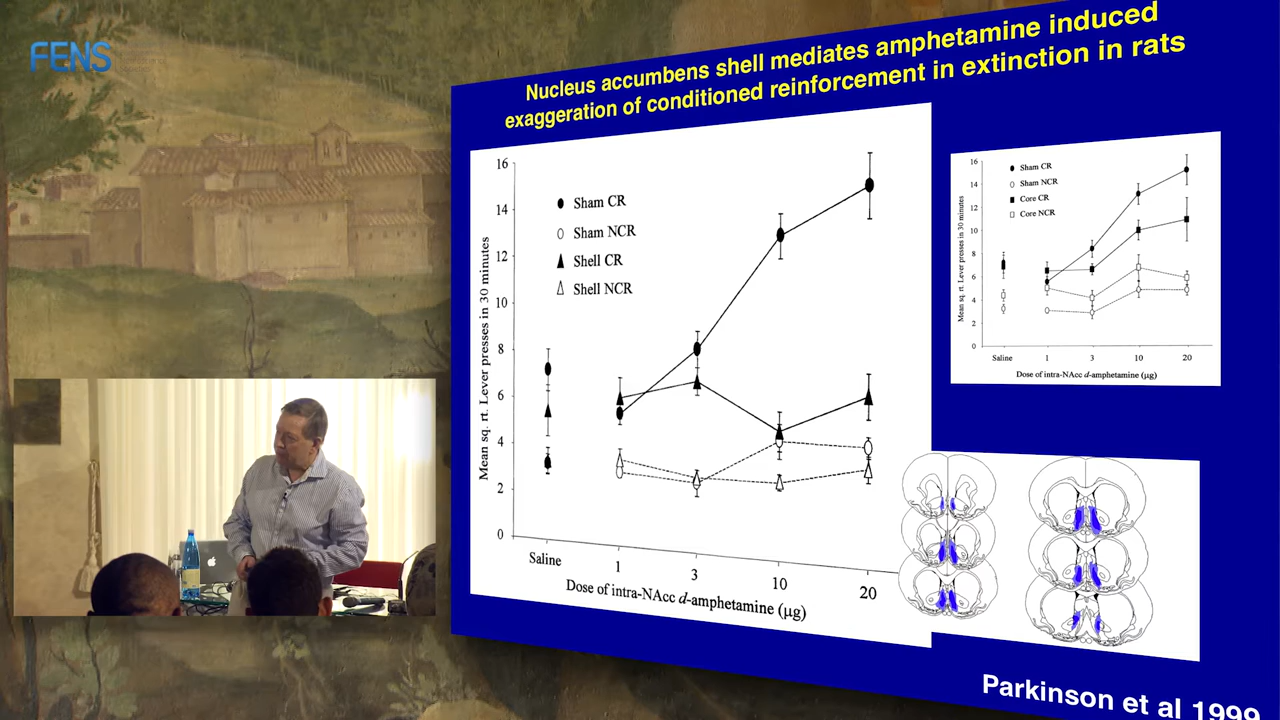 FENS
Nucleus accumbens shell mediates amphetamine induced
exaggeration of conditioned reinforcement in extinction in rats
Mean sq. rt. Lever presses in 30 minutes
16
14
12
10
8
6
4
2
0
Sham CR
Sham NCR
Shell CR
Shell NCR
Saline
1
3
10
20
Dose of intra-NAcc d-amphetamine (µg)
Mean sq. rt. Lever presses in 30 minutes
16
14
12
10
8
6
4
2
0
Sham CR
Sham NCR
Core CR
Core NCR
Saline
1
3
10
20
Dose of intra-NAcc d-amphetamine (µg)
Parkinson et al 1999